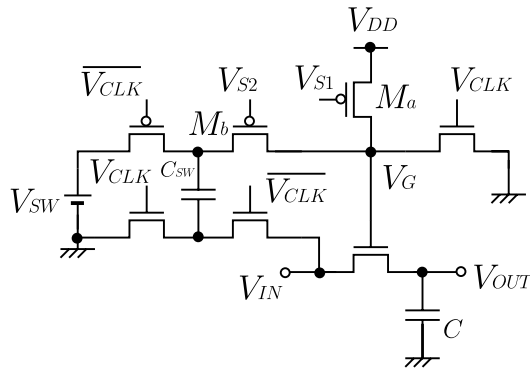 V_DD
V_CLK‾ V_S2 V_S1 V_CLK
M_b M_a
V_CLK C_SW V_CLK‾ V_G
V_SW
V_IN V_OUT
C